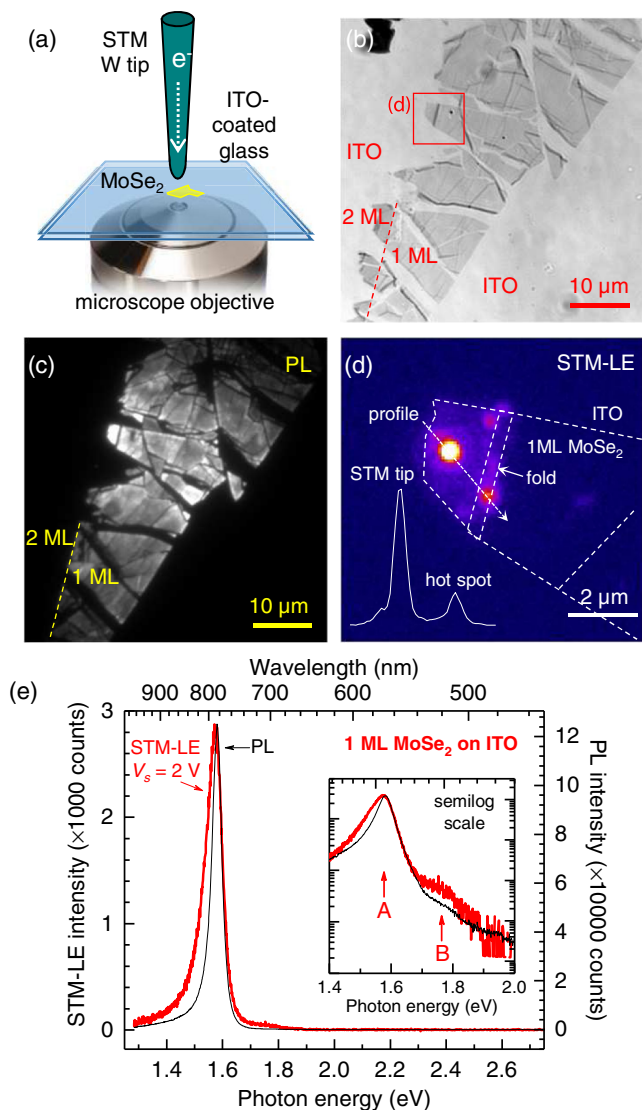 (a)
STM
W tip
e-
ITO-
coated
glass
MoSe2
microscope objective
(b)
(d)
ITO
2 ML
1 ML
ITO
10 µm
(c)
PL
2 ML
1 ML
10 µm
(d)
STM-LE
profile
ITO
1ML MoSe2
STM tip
fold
hot spot
2 µm
(e)
Wavelength (nm)
900 800 700 600 500
3
2
1
0
STM-LE intensity (×1000 counts)
STM-LE
Vs = 2 V
PL
1 ML MoSe2 on ITO
semilog
scale
A
B
1.4 1.6 1.8 2.0
Photon energy (eV)
12
10
8
6
4
2
0
PL intensity (×10000 counts)
1.4 1.6 1.8 2.0 2.2 2.4 2.6
Photon energy (eV)